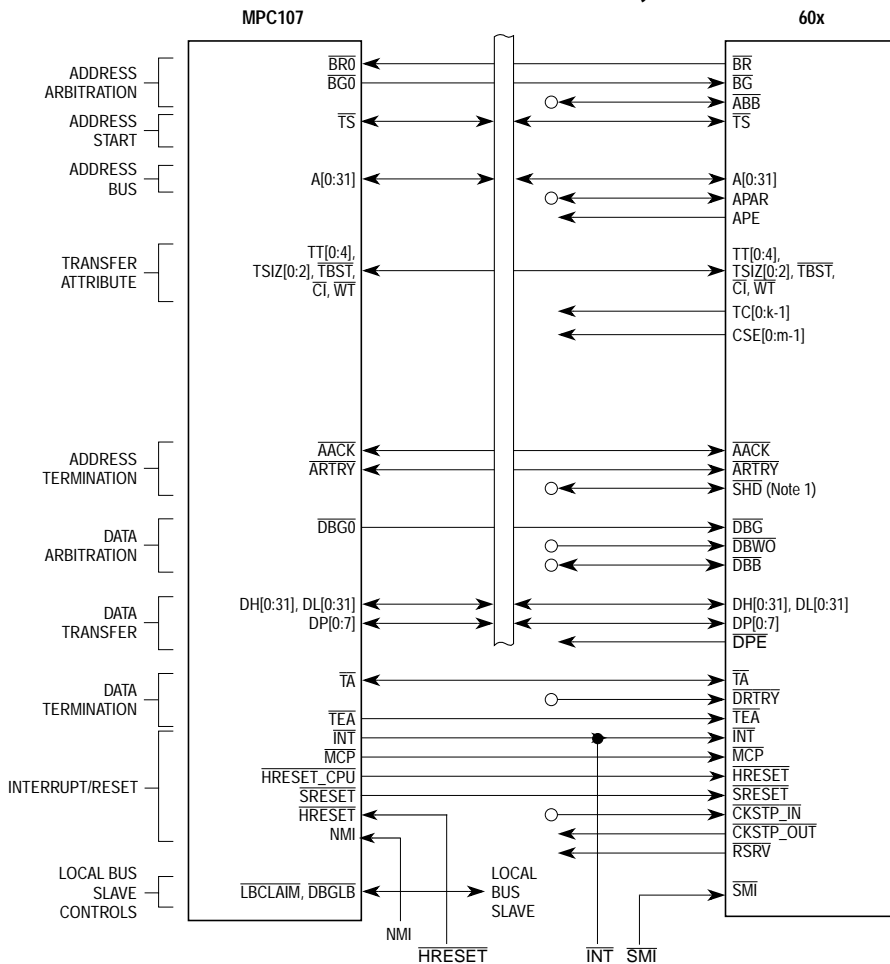 MPC107
60x
ADDRESS
ARBITRATION
BR0
BG0
BR
BG
ABB
ADDRESS
START
TS
TS
ADDRESS
BUS
A[0:31]
A[0:31]
APAR
APE
TRANSFER
ATTRIBUTE
TT[0:4],
TSIZ[0:2], TBST,
CI, WT
TT[0:4],
TSIZ[0:2], TBST,
CI, WT
TC[0:k-1]
CSE[0:m-1]
ADDRESS
TERMINATION
AACK
ARTRY
AACK
ARTRY
SHD (Note 1)
DATA
ARBITRATION
DBG0
DBG
DBWO
DBB
DATA
TRANSFER
DH[0:31], DL[0:31]
DP[0:7]
DH[0:31], DL[0:31]
DP[0:7]
DPE
DATA
TERMINATION
TA
TEA
TA
DRTRY
TEA
INTERRUPT/RESET
INT
MCP
HRESET_CPU
SRESET
HRESET
NMI
INT
MCP
HRESET
SRESET
CKSTP_IN
CKSTP_OUT
RSRV
LOCAL BUS
SLAVE
CONTROLS
LBCLAIM, DBGLB
LOCAL
BUS
SLAVE
SMI
NMI
HRESET
INT
SMI